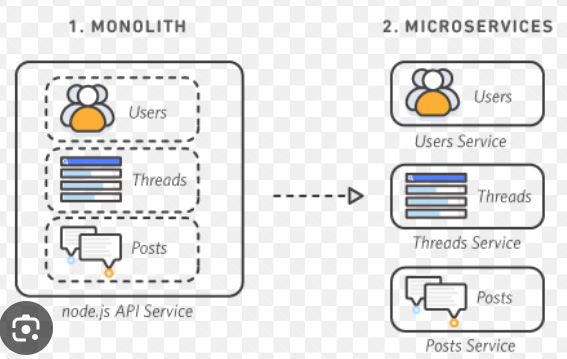 1. MONOLITH
Users
Threads
Posts
node.js API Service
2. MICROSERVICES
Users
Users Service
Threads
Threads Service
Posts
Posts Service